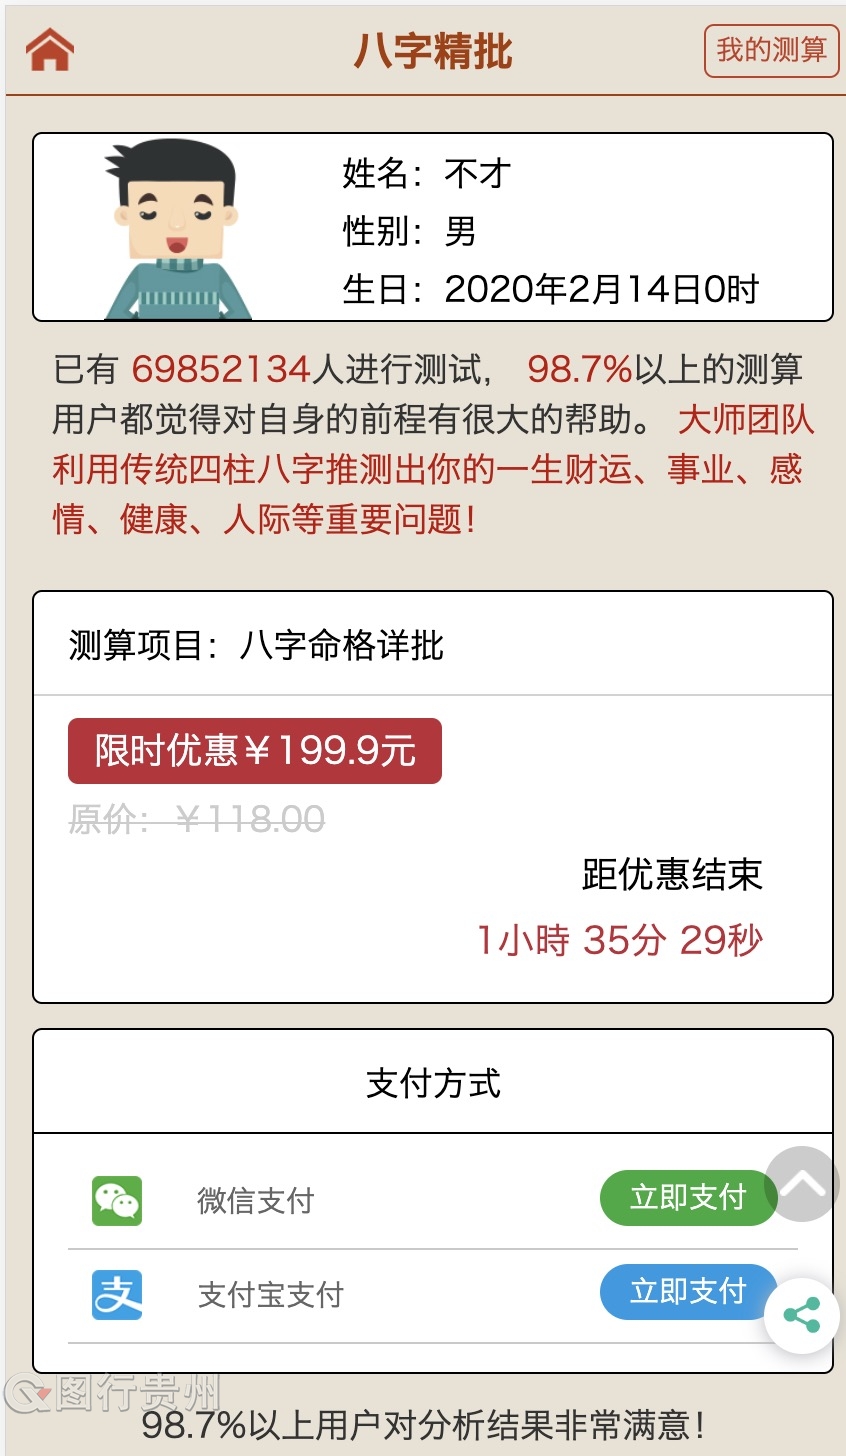 八字精批
我的测算
姓名：不才
性别：男
生日：2020年2月14日0时
已有 69852134人进行测试， 98.7%以上的测算
用户都觉得对自身的前程有很大的帮助。 大师团队
利用传统四柱八字推测出你的一生财运、事业、感
情、健康、人际等重要问题！
测算项目：八字命格详批
限时优惠￥199.9元
原价：￥118.00
距优惠结束
1小時 35分 29秒
支付方式
微信支付
立即支付
支 支付宝支付
立即支付
图行贵州
98.7%以上用户对分析结果非常满意！